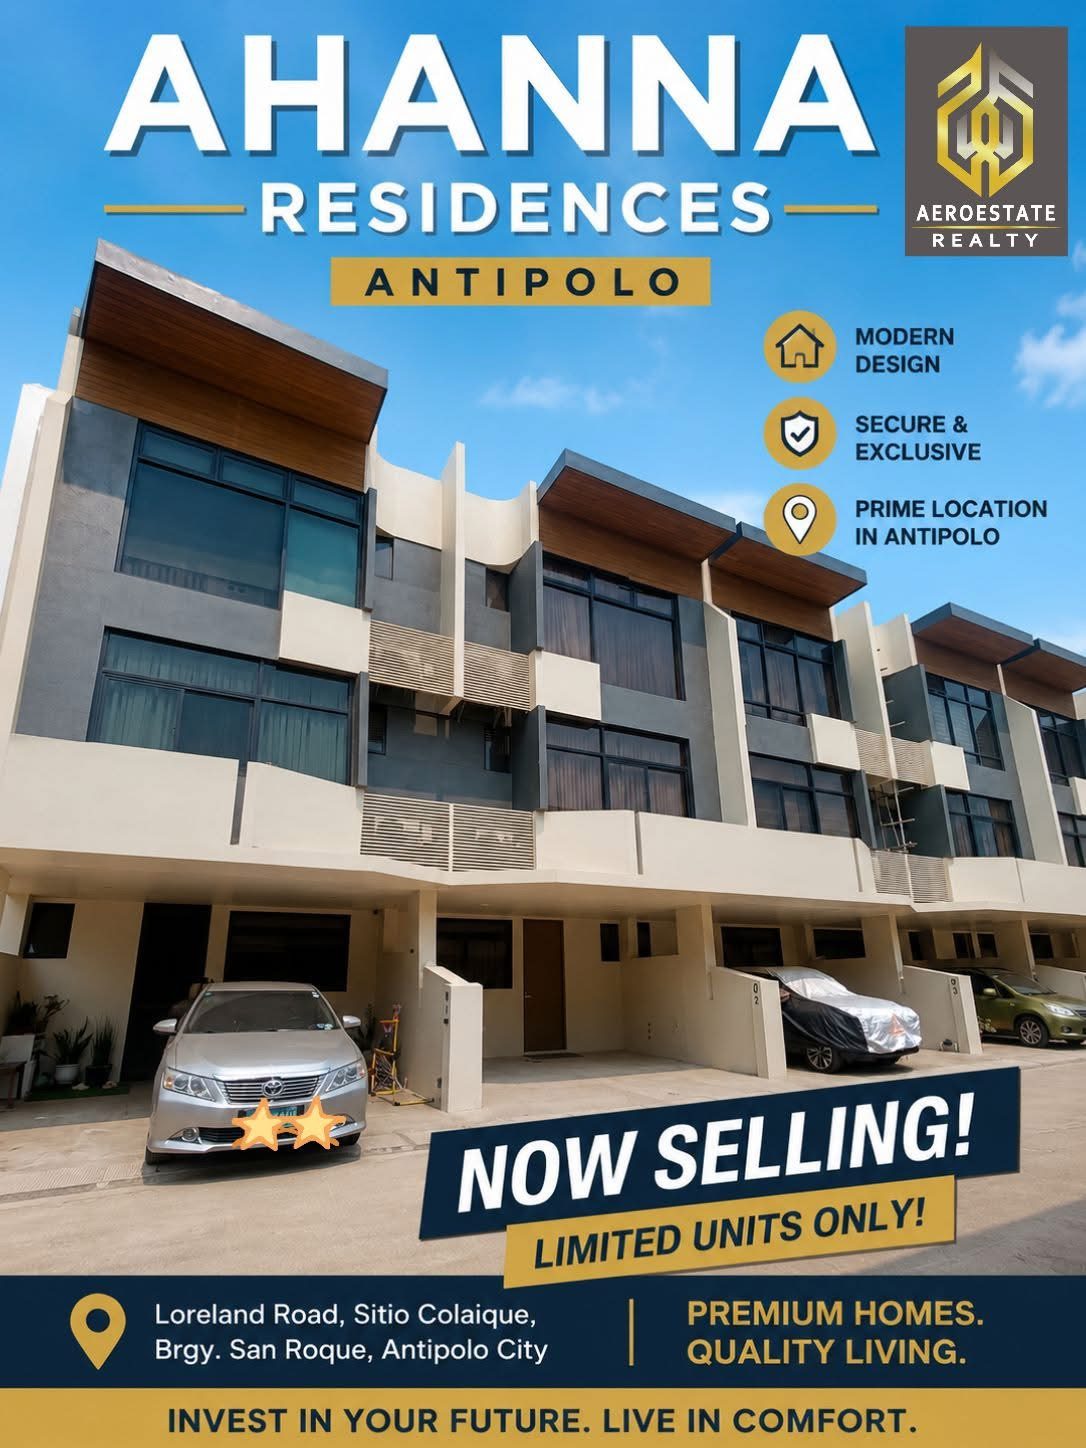 AHANNA
RESIDENCES
ANTIPOLO
AEROESTATE
REALTY
MODERN
DESIGN
SECURE &
EXCLUSIVE
PRIME LOCATION
IN ANTIPOLO
02
03
NOW SELLING!
LIMITED UNITS ONLY!
Loreland Road, Sitio Colaique,
Brgy. San Roque, Antipolo City
PREMIUM HOMES.
QUALITY LIVING.
INVEST IN YOUR FUTURE. LIVE IN COMFORT.